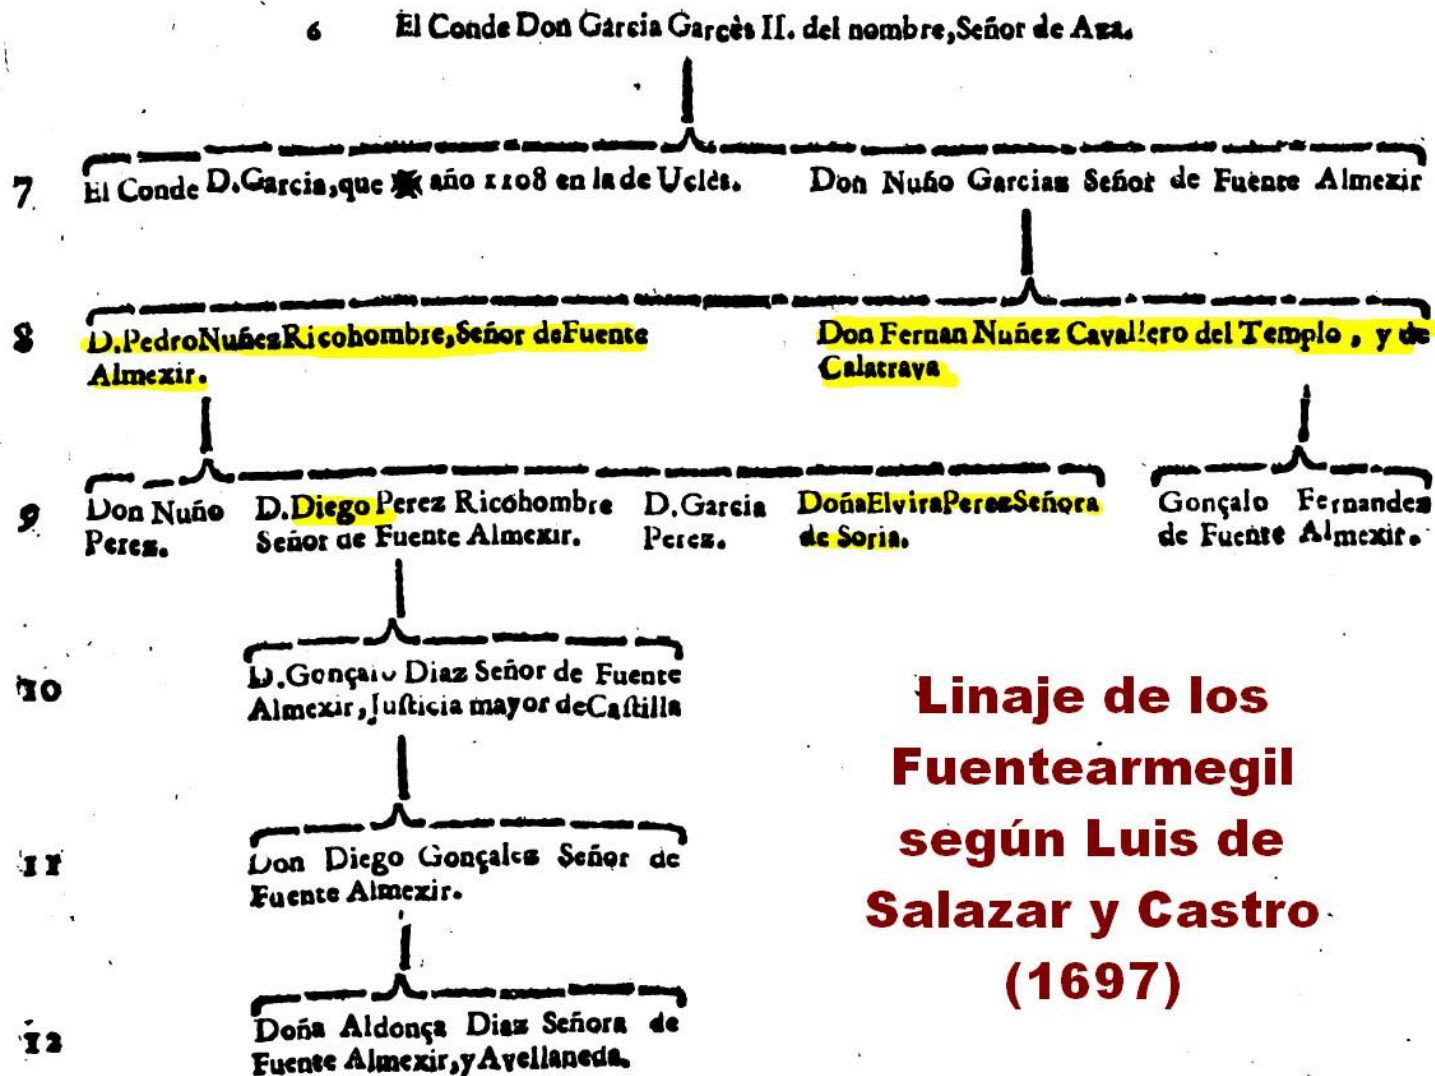 6 El Conde Don Garcia Garcès II. del nombre, Señor de Aza.
7 El Conde D. Garcia, que año 1108 en la de Uclés. Don Nuño Garcias Señor de Fuente Almexir
8 D. Pedro Nuñez Ricohombre, Señor de Fuente
Almexir.
Don Fernan Nuñez Cavallero del Templo, y de
Calatrava
9 Don Nuño
Perez.
D. Diego Perez Ricohombre
Señor de Fuente Almexir.
D. Garcia
Perez.
Doña Elvira Perez Señora
de Soria.
Gonçalo Fernandez
de Fuente Almexir.
10 D. Gonçalo Diaz Señor de Fuente
Almexir, Justicia mayor de Castilla
11 Don Diego Gonçales Señor de
Fuente Almexir.
12 Doña Aldonça Diaz Señora de
Fuente Almexir, y Avellaneda.
Linaje de los
Fuentearmegil
según Luis de
Salazar y Castro
(1697)